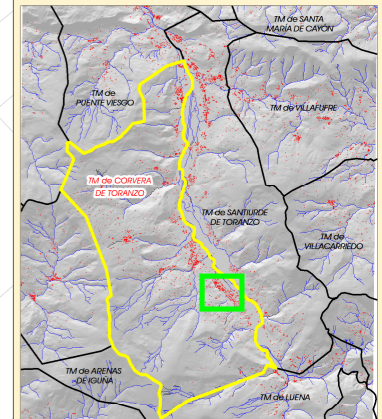 TM de SANTA
MARIA DE CAYÓN
TM de
PUENTE VIESGO
TM de VILLAFUFRE
TM de CORVERA
DE TORANZO
TM de SANTIURDE
DE TORANZO
TM de
VILLACARRIEDO
TM de ARENAS
DE IGUÑA
TM de LUENA